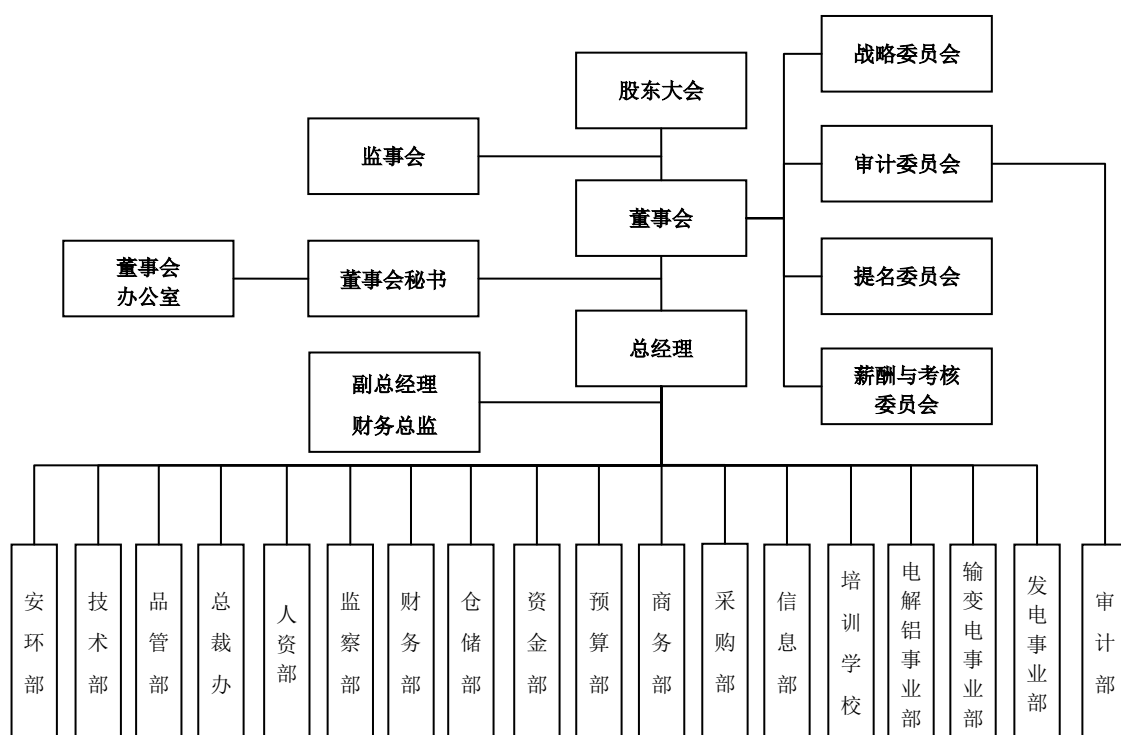 战略委员会
股东大会
监事会
审计委员会
董事会
董事会
办公室
董事会秘书
提名委员会
总经理
副总经理
财务总监
薪酬与考核
委员会
安环部
技术部
品管部
总裁办
人资部
监察部
财务部
仓储部
资金部
预算部
商务部
采购部
信息部
培训学校
电解铝事业部
输变电事业部
发电事业部
审计部